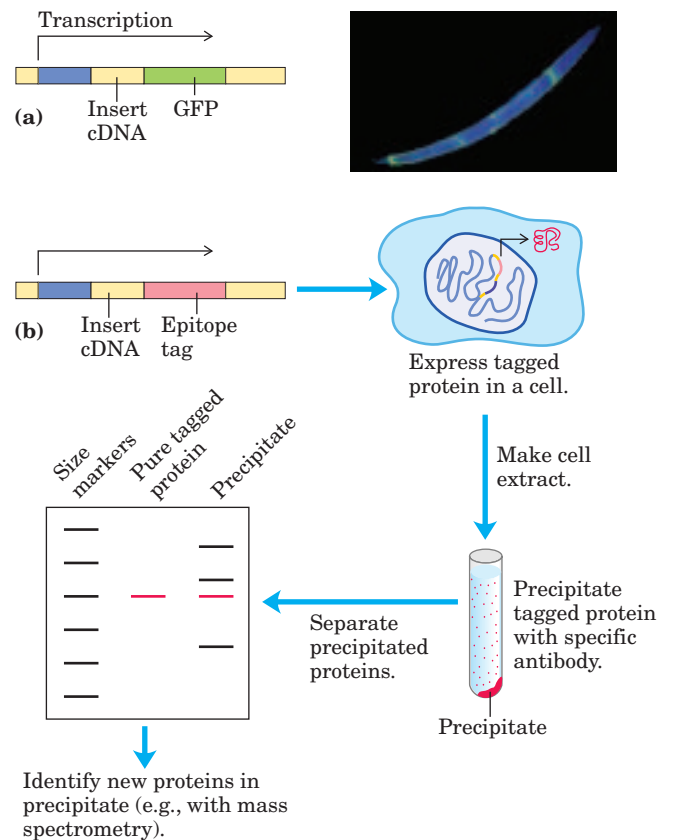 Transcription
Insert
cDNA
GFP
(a)
Insert
cDNA
Epitope
tag
(b)
Express tagged
protein in a cell.
Make cell
extract.
Precipitate
tagged protein
with specific
antibody.
Precipitate
Separate
precipitated
proteins.
Size
markers
Pure tagged
protein
Precipitate
Identify new proteins in
precipitate (e.g., with mass
spectrometry).